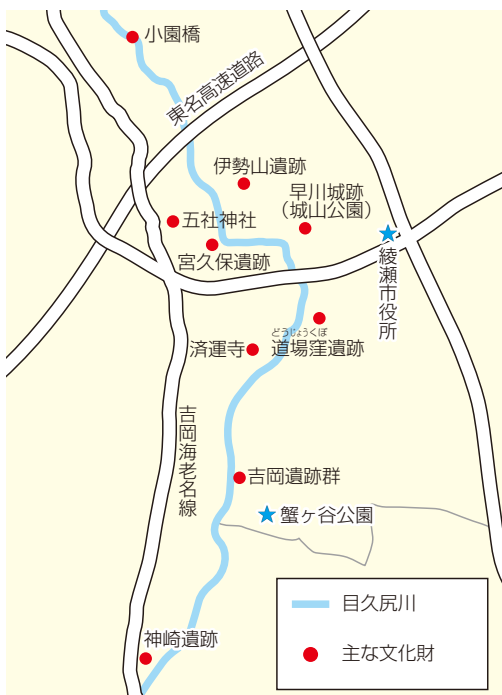 小園橋
東名高速道路
伊勢山遺跡
早川城跡
（城山公園）
五社神社
宮久保遺跡
綾瀬市役所
どうじょうくぼ
済運寺
道場窪遺跡
吉岡海老名線
吉岡遺跡群
蟹ヶ谷公園
神崎遺跡
目久尻川
主な文化財